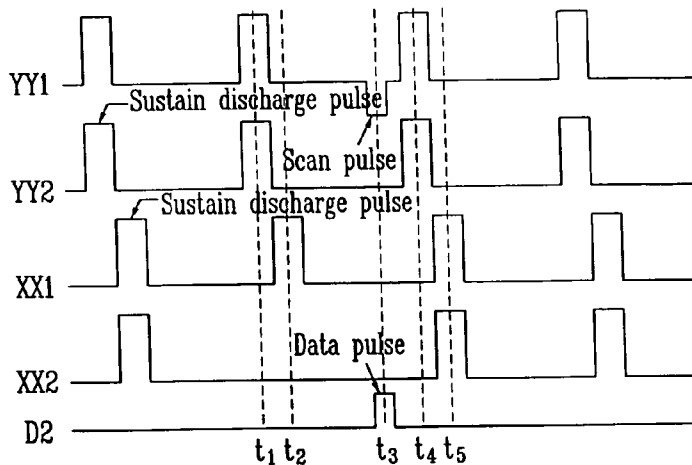 YY1
Sustain discharge pulse
Scan pulse
YY2
Sustain discharge pulse
XX1
XX2
Data pulse
D2
t1 t2 t3 t4 t5